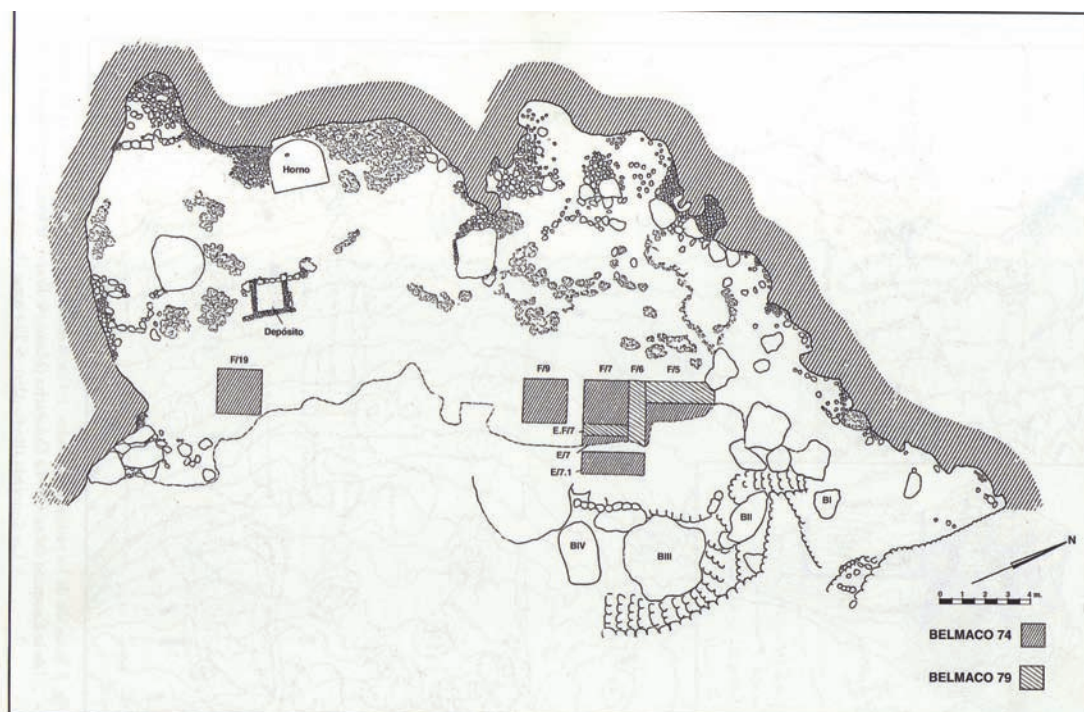 Horno
Depósito
F/19
F/9
F/7
F/6
F/5
E.F/7
E/7
E/7.1
BI
BII
BIV
BIII
N
0 1 2 3 4 m.
BELMACO 74
BELMACO 79